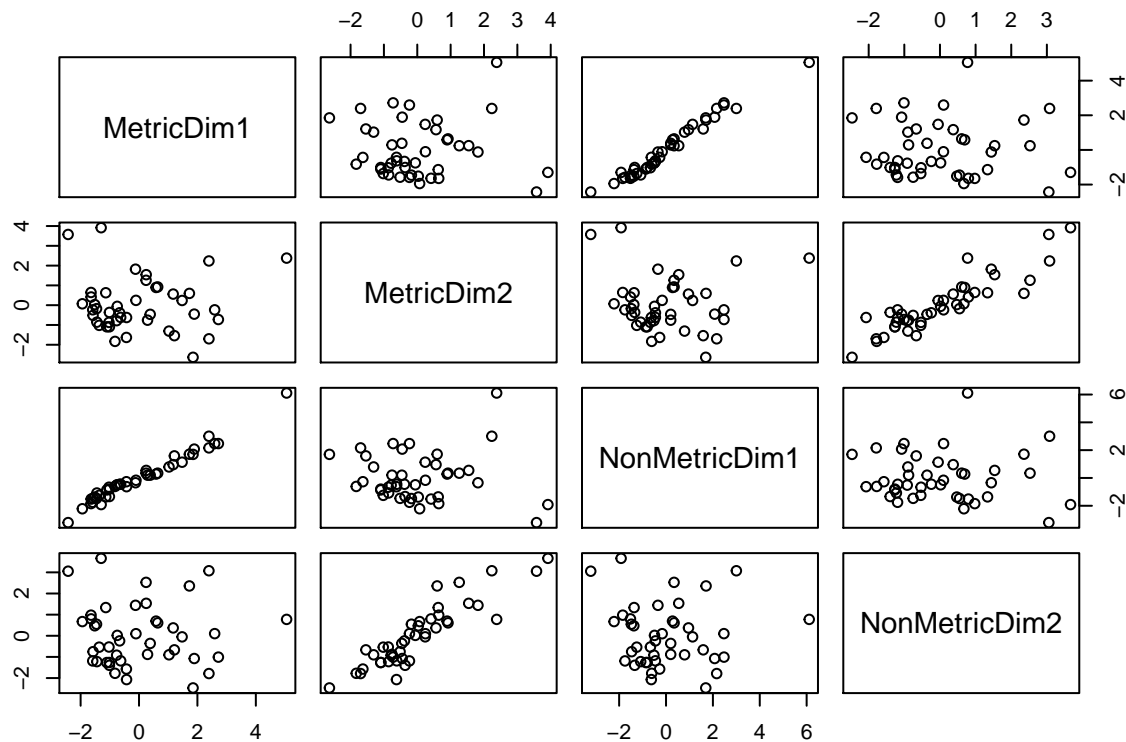 −2 0 1 2 3 4
−2 0 1 2 3
MetricDim1
−2 0 2 4
−2 0 2 4
MetricDim2
NonMetricDim1
−2 2 6
−2 0 2
NonMetricDim2
−2 0 2 4
−2 0 2 4 6